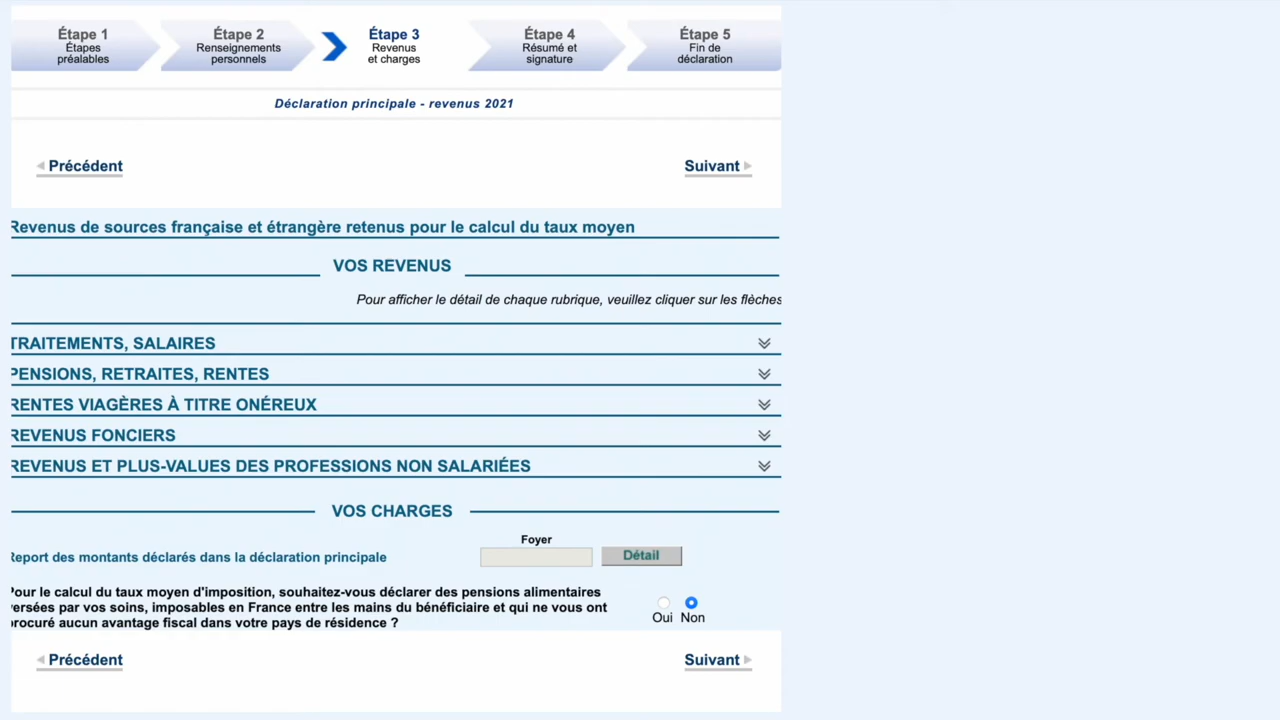 Étape 1
Étapes
préalables
Étape 2
Renseignements
personnels
Étape 3
Revenus
et charges
Étape 4
Résumé et
signature
Étape 5
Fin de
déclaration
Déclaration principale - revenus 2021
Précédent
Suivant
Revenus de sources française et étrangère retenus pour le calcul du taux moyen
VOS REVENUS
Pour afficher le détail de chaque rubrique, veuillez cliquer sur les flèches
TRAITEMENTS, SALAIRES
PENSIONS, RETRAITES, RENTES
RENTES VIAGÈRES À TITRE ONÉREUX
REVENUS FONCIERS
REVENUS ET PLUS-VALUES DES PROFESSIONS NON SALARIÉES
VOS CHARGES
Foyer
Report des montants déclarés dans la déclaration principale
Détail
Pour le calcul du taux moyen d'imposition, souhaitez-vous déclarer des pensions alimentaires
versées par vos soins, imposables en France entre les mains du bénéficiaire et qui ne vous ont
procuré aucun avantage fiscal dans votre pays de résidence ?
Oui Non
Précédent
Suivant